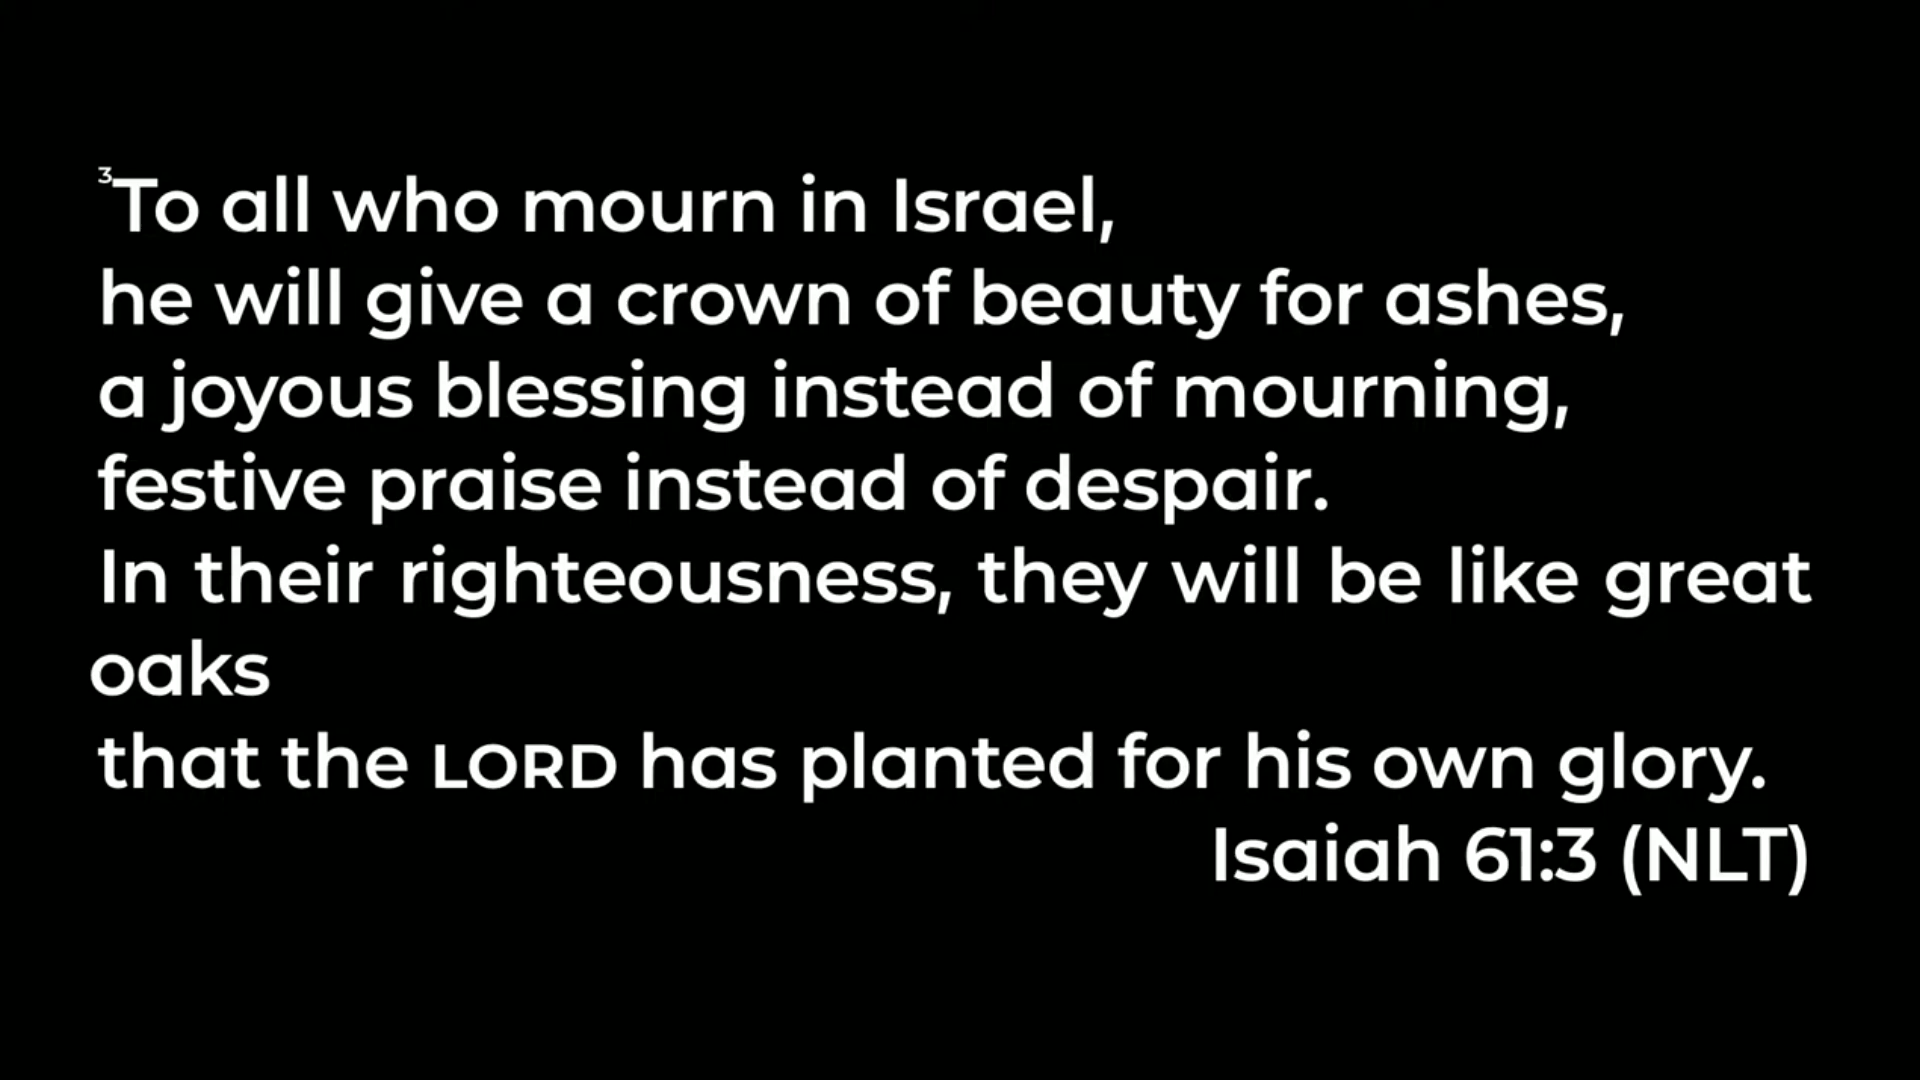 ³To all who mourn in Israel,
he will give a crown of beauty for ashes,
a joyous blessing instead of mourning,
festive praise instead of despair.
In their righteousness, they will be like great
oaks
that the LORD has planted for his own glory.
Isaiah 61:3 (NLT)